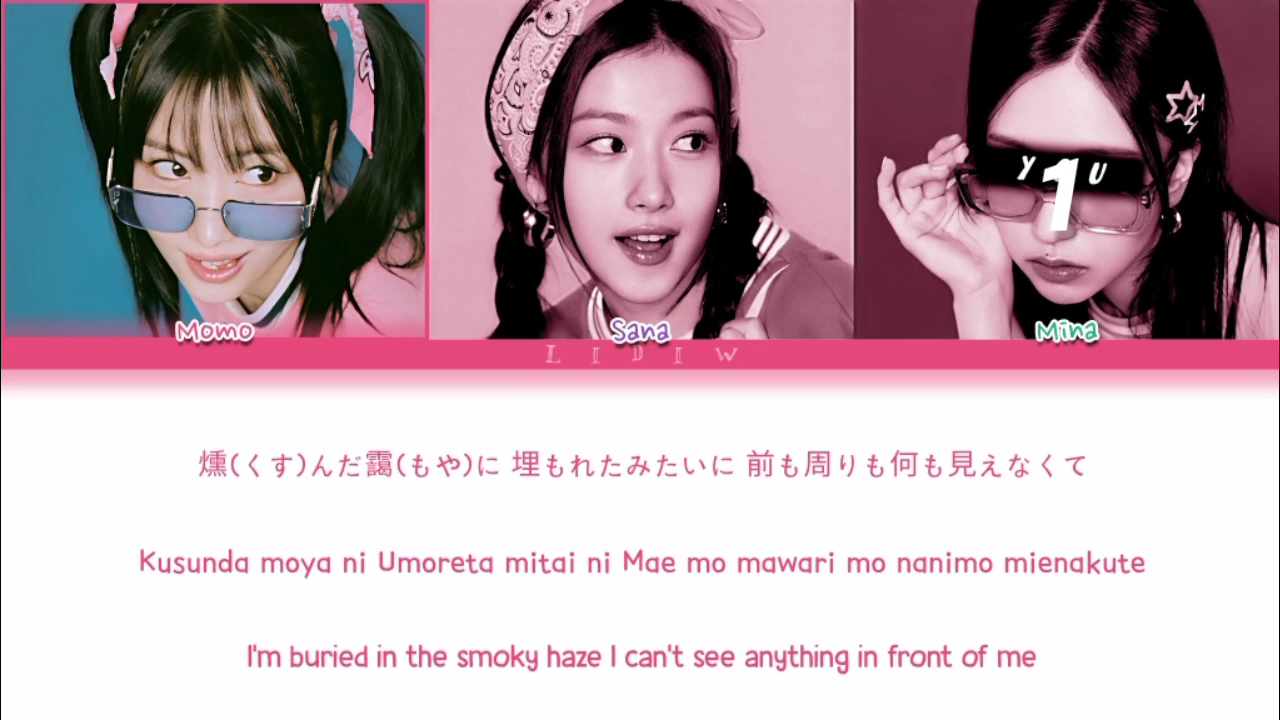 Y U
1
Momo
Sana
Mina
L I D I W
燻(くす)んだ靄(もや)に 埋もれたみたいに 前も周りも何も見えなくて
Kusunda moya ni Umoreta mitai ni Mae mo mawari mo nanimo mienakute
I'm buried in the smoky haze I can't see anything in front of me